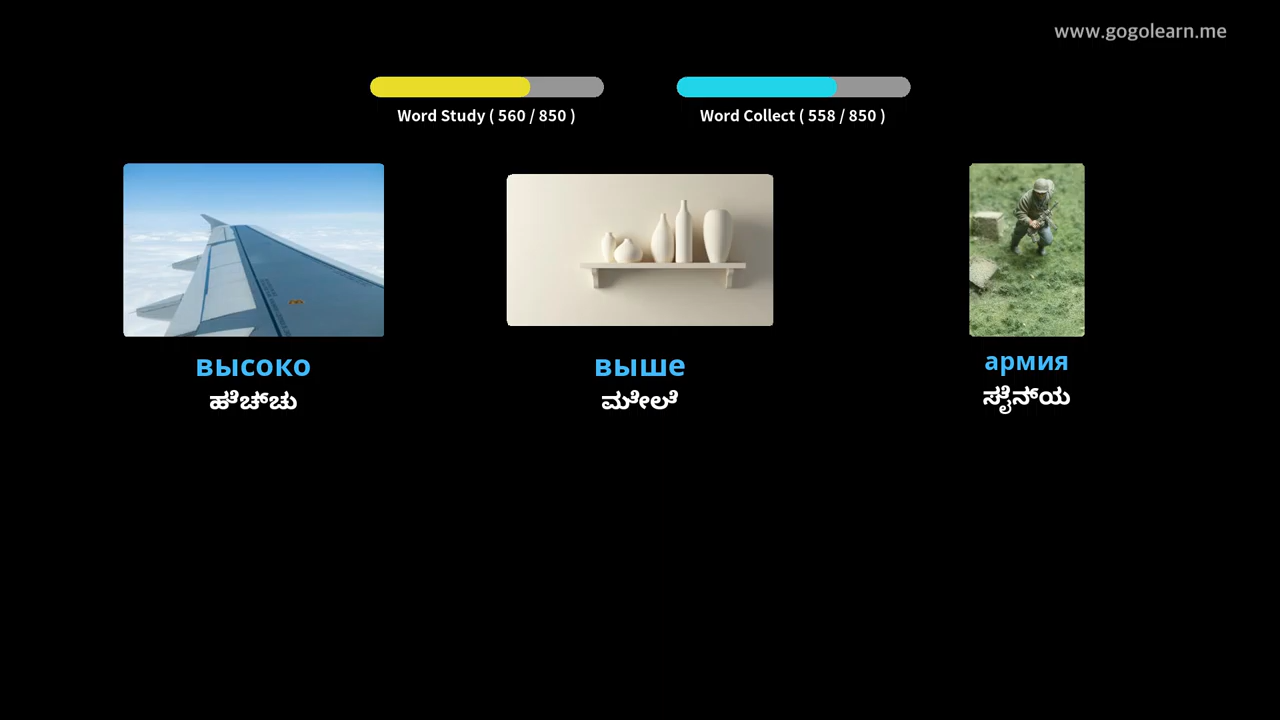 www.gogolearn.me
Word Study ( 560 / 850 )
Word Collect ( 558 / 850 )
высоко
ಹೆಚ್ಚು
выше
ಮೇಲೆ
армия
ಸೈನ್ಯ